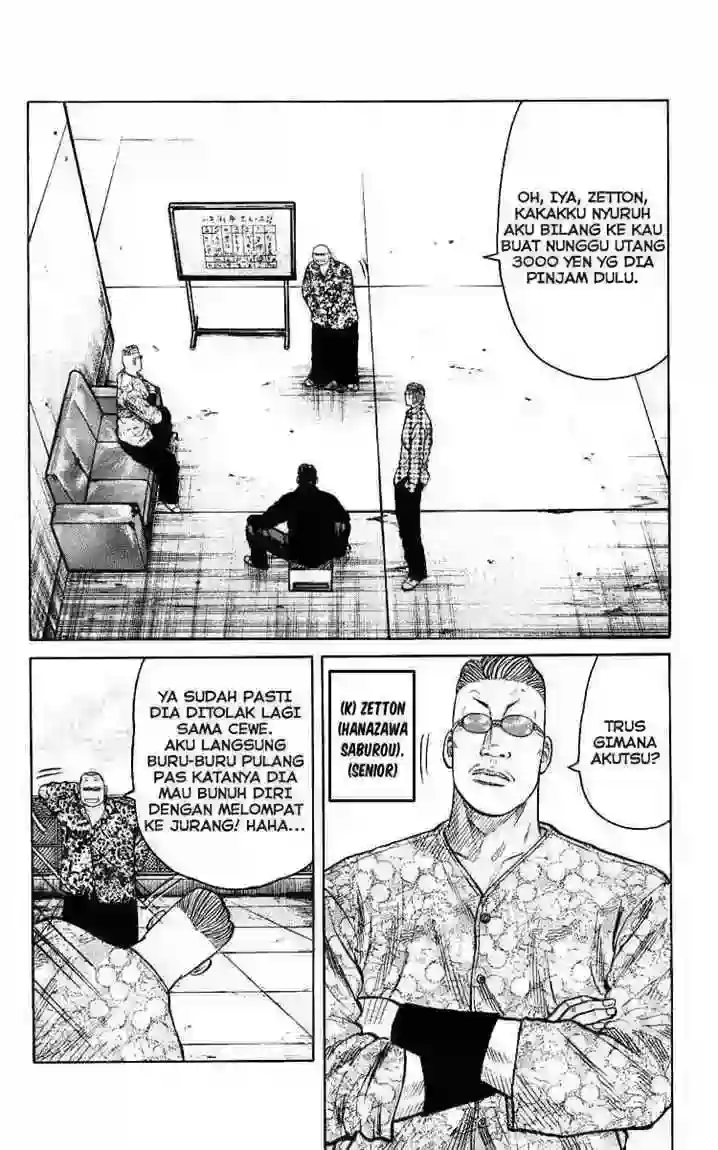 OH, IYA, ZETTON,
KAKAKKU NYURUH
AKU BILANG KE KAU
BUAT NUNGGU UTANG
3000 YEN YG DIA
PINJAM DULU.
TRUS
GIMANA
AKUTSU?
(K) ZETTON
(HANAZAWA
SABUROU).
(SENIOR)
YA SUDAH PASTI
DIA DITOLAK LAGI
SAMA CEWE.
AKU LANGSUNG
BURU-BURU PULANG
PAS KATANYA DIA
MAU BUNUH DIRI
DENGAN MELOMPAT
KE JURANG! HAHA...